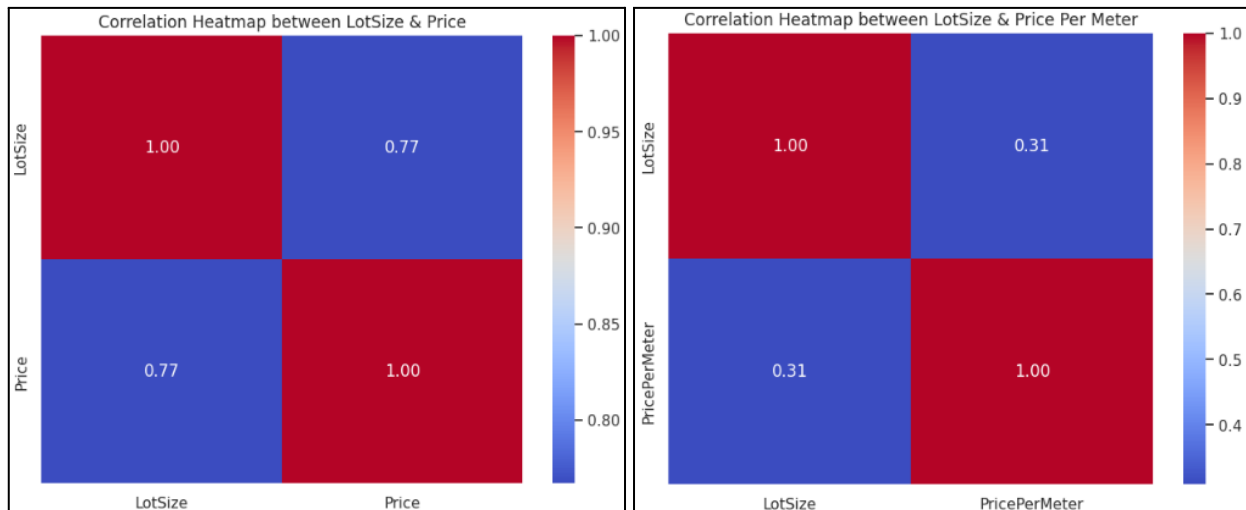 Correlation Heatmap between LotSize & Price
LotSize
1.00
0.77
Price
0.77
1.00
LotSize
Price
1.00
0.95
0.90
0.85
0.80
Correlation Heatmap between LotSize & Price Per Meter
LotSize
1.00
0.31
PricePerMeter
0.31
1.00
LotSize
PricePerMeter
1.0
0.9
0.8
0.7
0.6
0.5
0.4